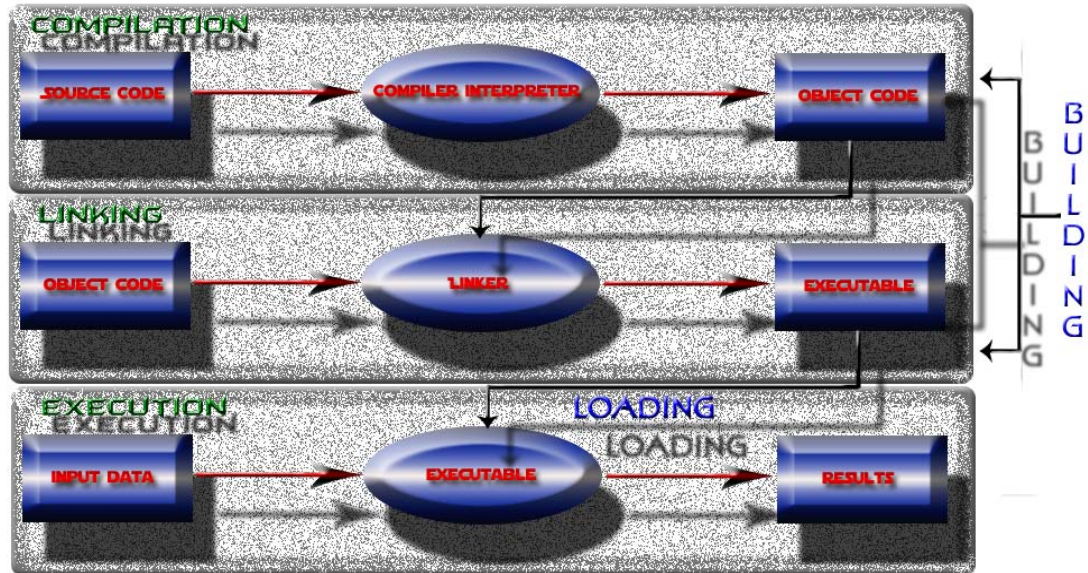 COMPILATION
SOURCE CODE
COMPILER INTERPRETER
OBJECT CODE
LINKING
OBJECT CODE
LINKER
EXECUTABLE
BUILDING
EXECUTION
LOADING
INPUT DATA
EXECUTABLE
RESULTS